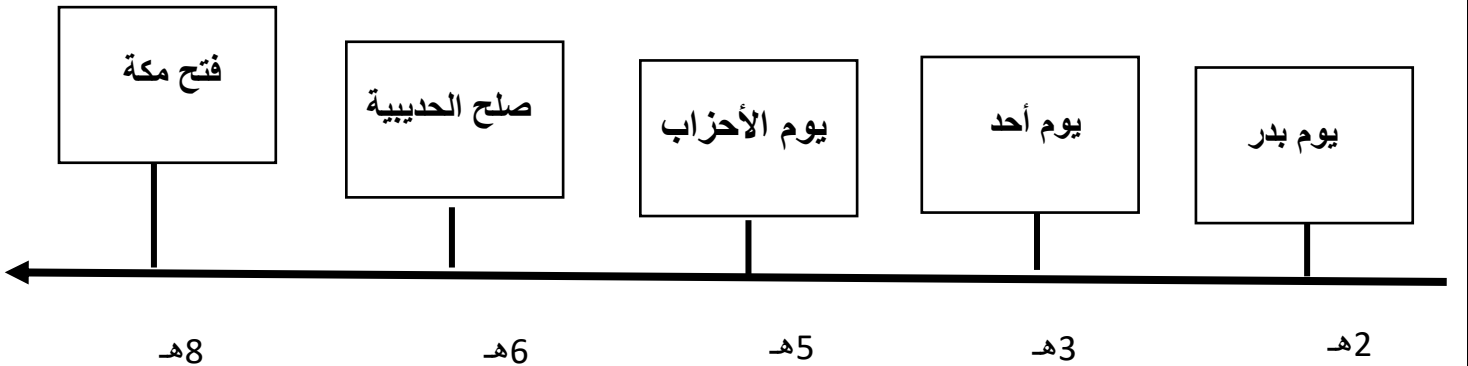 يوم بدر
يوم أحد
يوم الأحزاب
صلح الحديبية
فتح مكة
2هـ
3هـ
5هـ
6هـ
8هـ